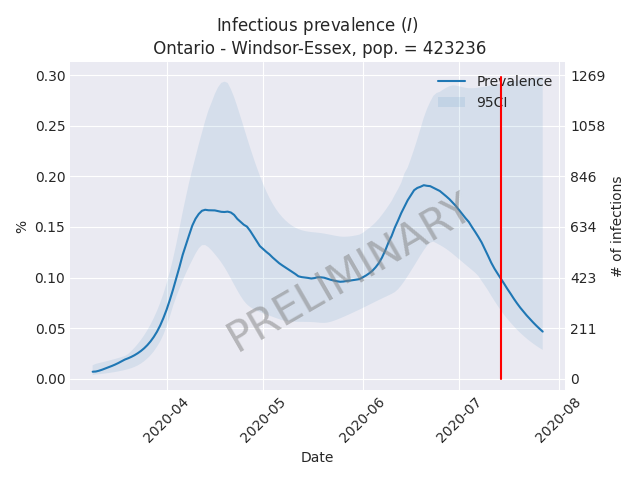 Infectious prevalence (I)
Ontario - Windsor-Essex, pop. = 423236
Prevalence
95CI
0.30
0.25
0.20
0.15
0.10
0.05
0.00
%
1269
1058
846
634
423
211
0
# of infections
PRELIMINARY
2020-04
2020-05
2020-06
2020-07
2020-08
Date